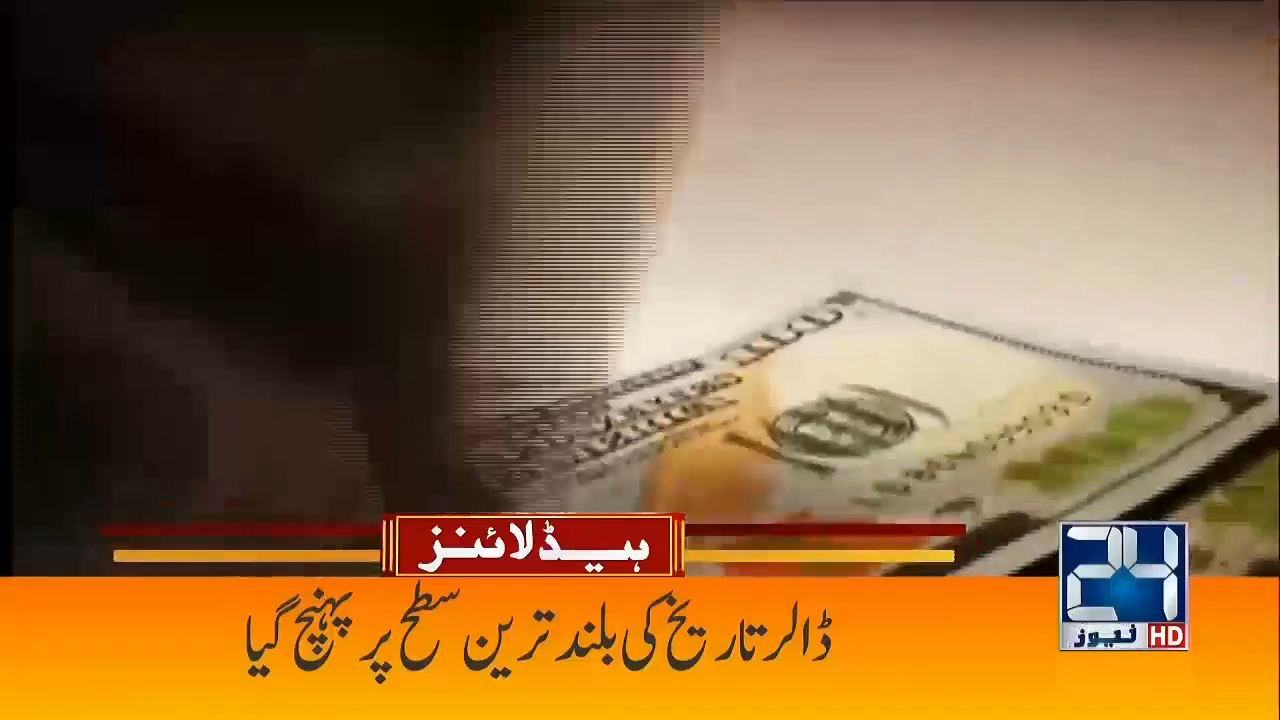 ہیڈلائنز
ڈالر تاریخ کی بلند ترین سطح پر پہنچ گیا
24
نیوز HD